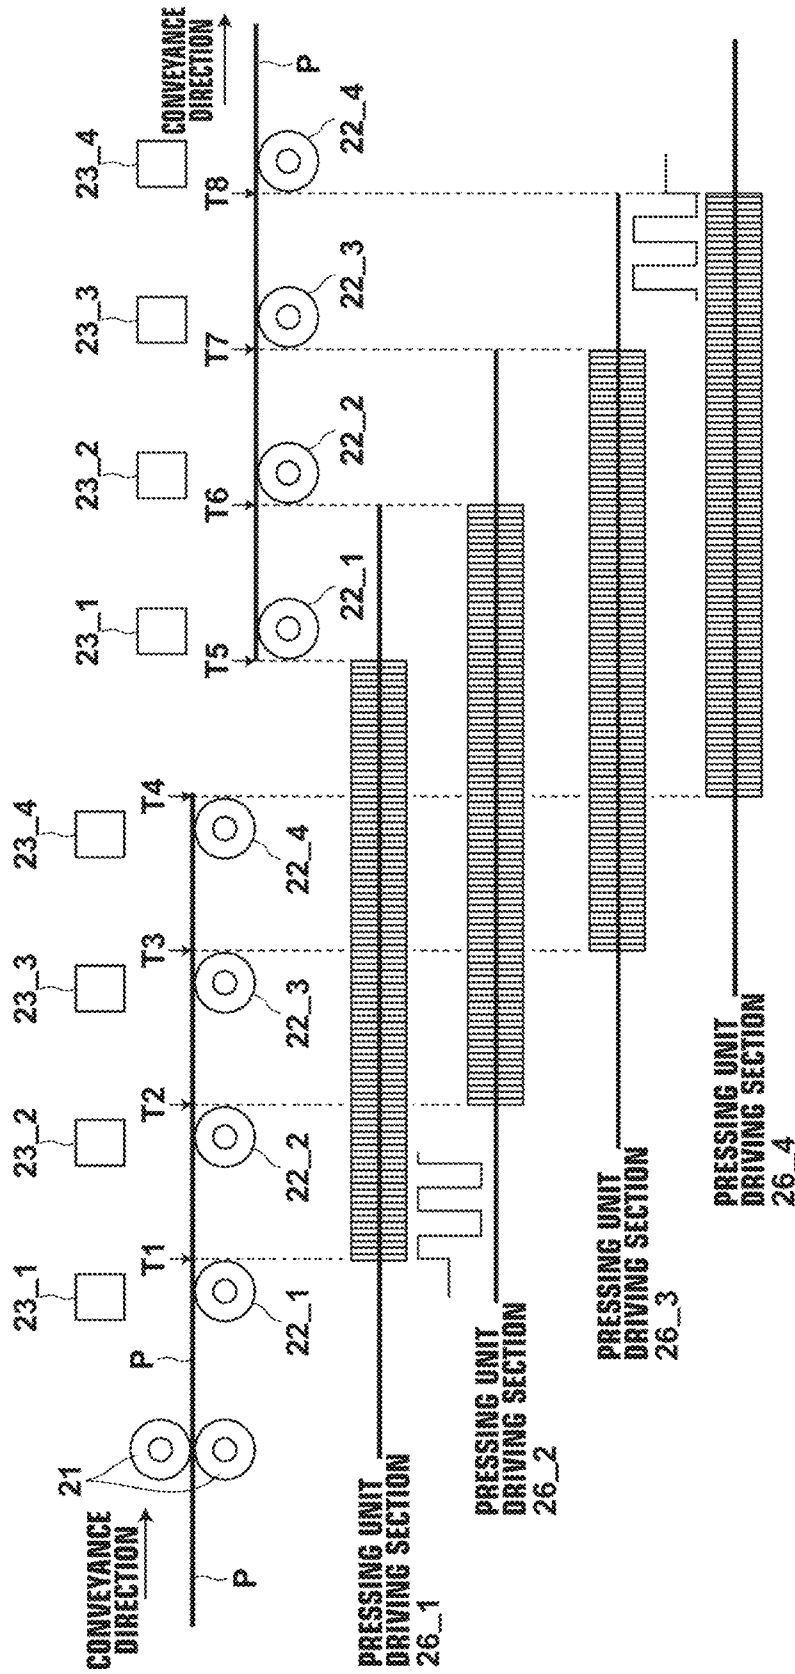 23_1
23_2
23_3
23_4
23_1
23_2
23_3
23_4
CONVEYANCE
DIRECTION
21
P
P
T1
T2
T3
T4
22_1
22_2
22_3
22_4
CONVEYANCE
DIRECTION
T5
T6
T7
T8
P
22_1
22_2
22_3
22_4
PRESSING UNIT
DRIVING SECTION
26_1
PRESSING UNIT
DRIVING SECTION
26_2
PRESSING UNIT
DRIVING SECTION
26_3
PRESSING UNIT
DRIVING SECTION
26_4